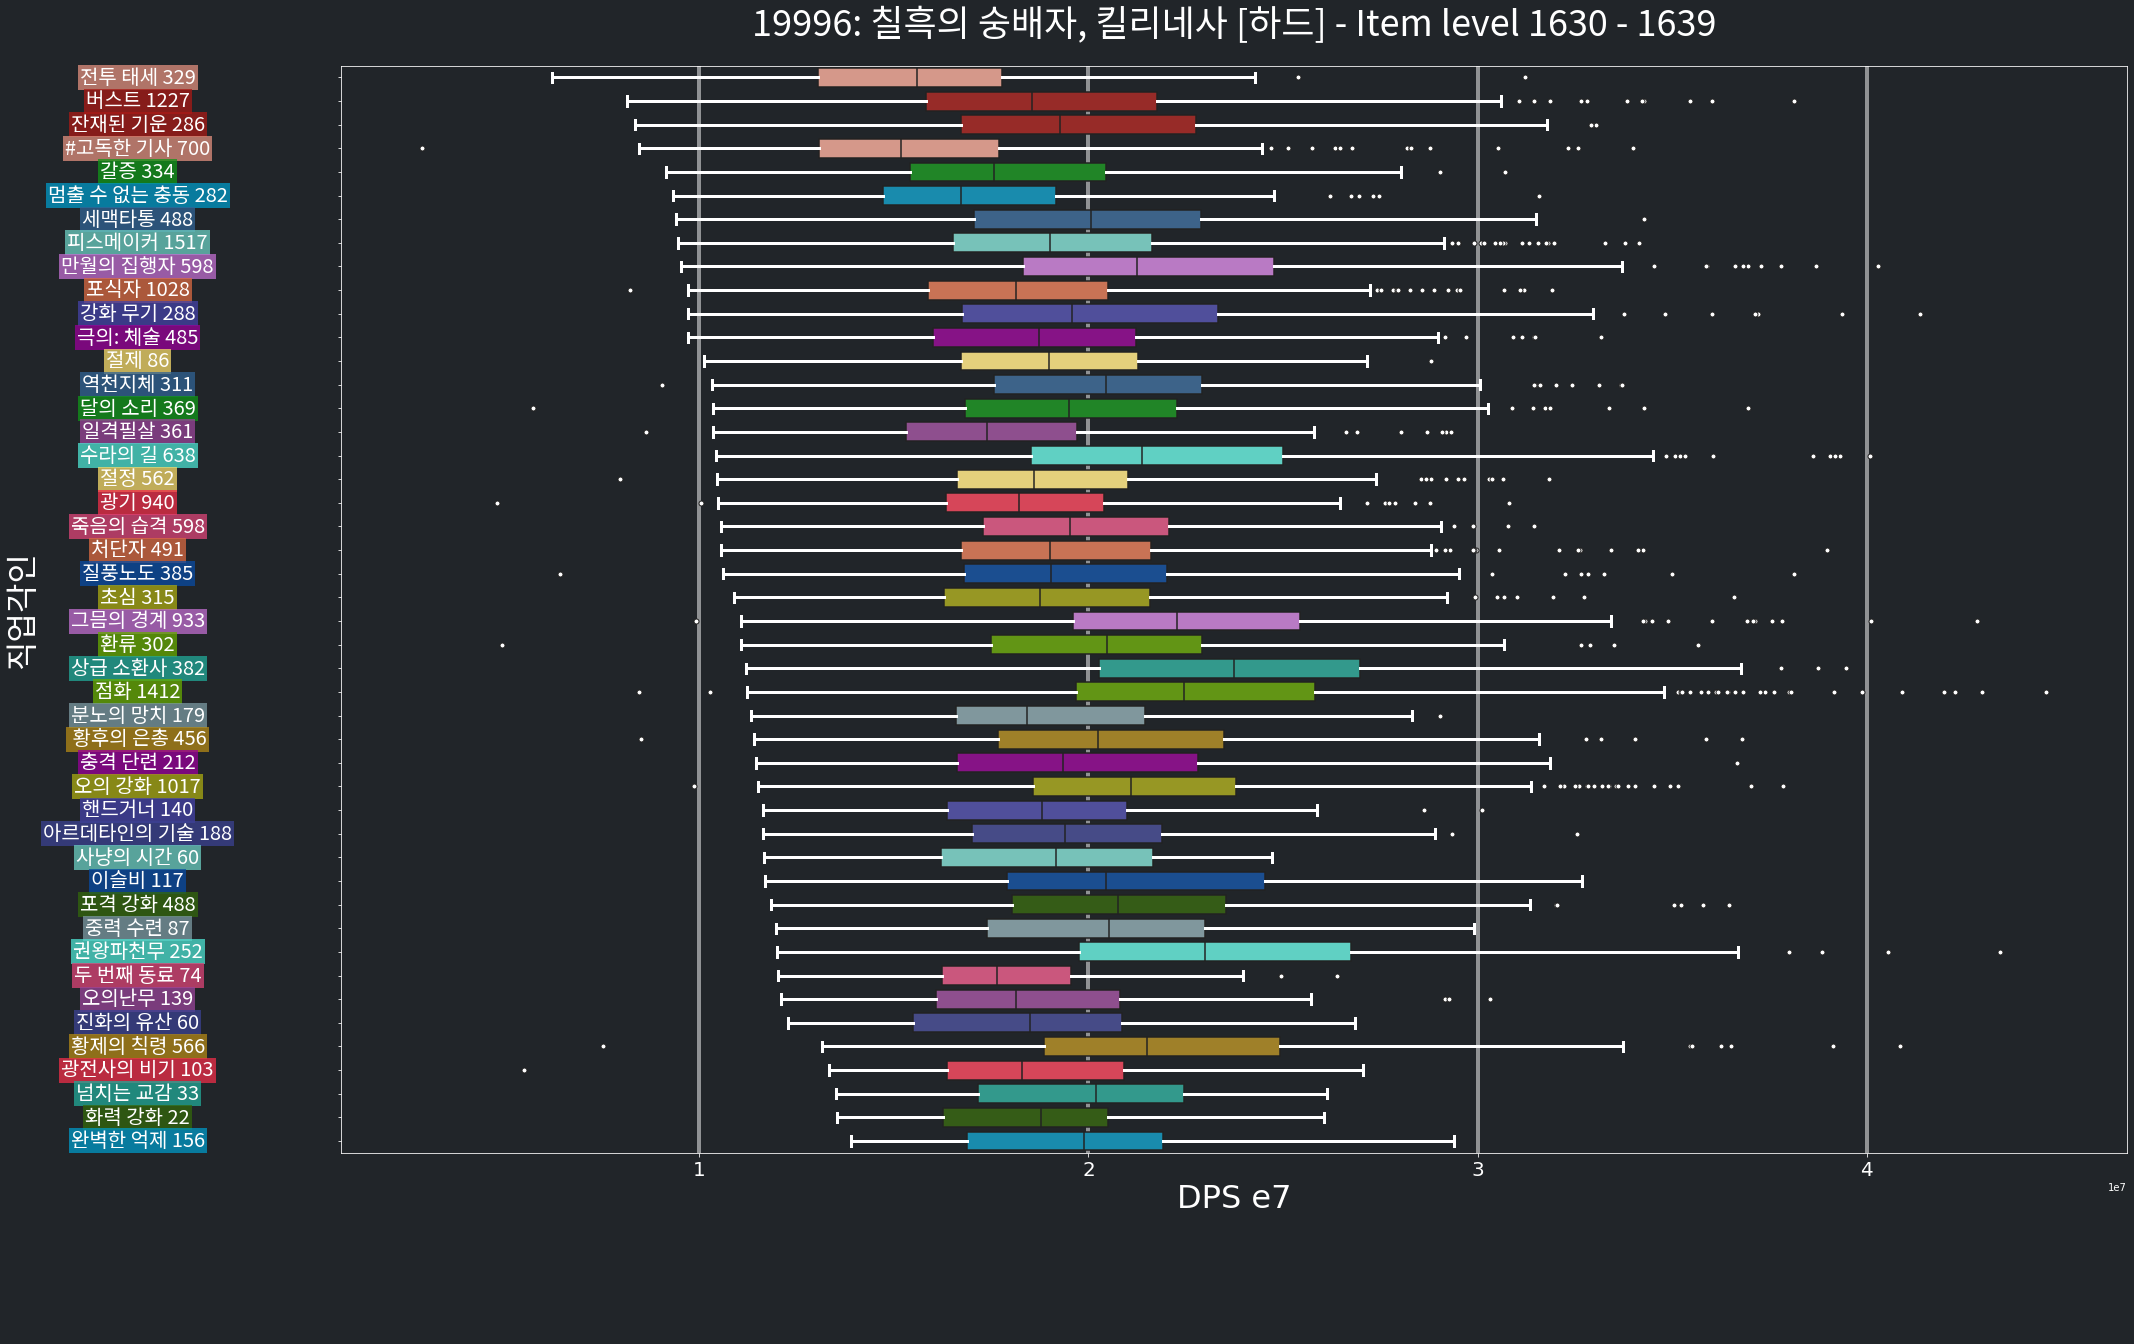 19996: 칠흑의 숭배자, 킬리네사 [하드] - Item level 1630 - 1639
전투 태세 329
버스트 1227
잔재된 기운 286
#고독한 기사 700
갈증 334
멈출 수 없는 충동 282
세맥타통 488
피스메이커 1517
만월의 집행자 598
포식자 1028
강화 무기 288
극의: 체술 485
절제 86
역천지체 311
달의 소리 369
일격필살 361
수라의 길 638
절정 562
광기 940
죽음의 습격 598
처단자 491
질풍노도 385
초심 315
그믐의 경계 933
환류 302
상급 소환사 382
점화 1412
분노의 망치 179
황후의 은총 456
충격 단련 212
오의 강화 1017
핸드거너 140
아르데타인의 기술 188
사냥의 시간 60
이슬비 117
포격 강화 488
중력 수련 87
권왕파천무 252
두 번째 동료 74
오의난무 139
진화의 유산 60
황제의 칙령 566
광전사의 비기 103
넘치는 교감 33
화력 강화 22
완벽한 억제 156
직업각인
1 2 3 4
DPS e7
1e7